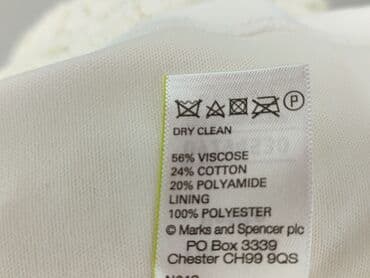 P
DRY CLEAN
56% VISCOSE
24% COTTON
20% POLYAMIDE
LINING
100% POLYESTER
© Marks and Spencer plc
PO Box 3339
Chester CH99 9QS